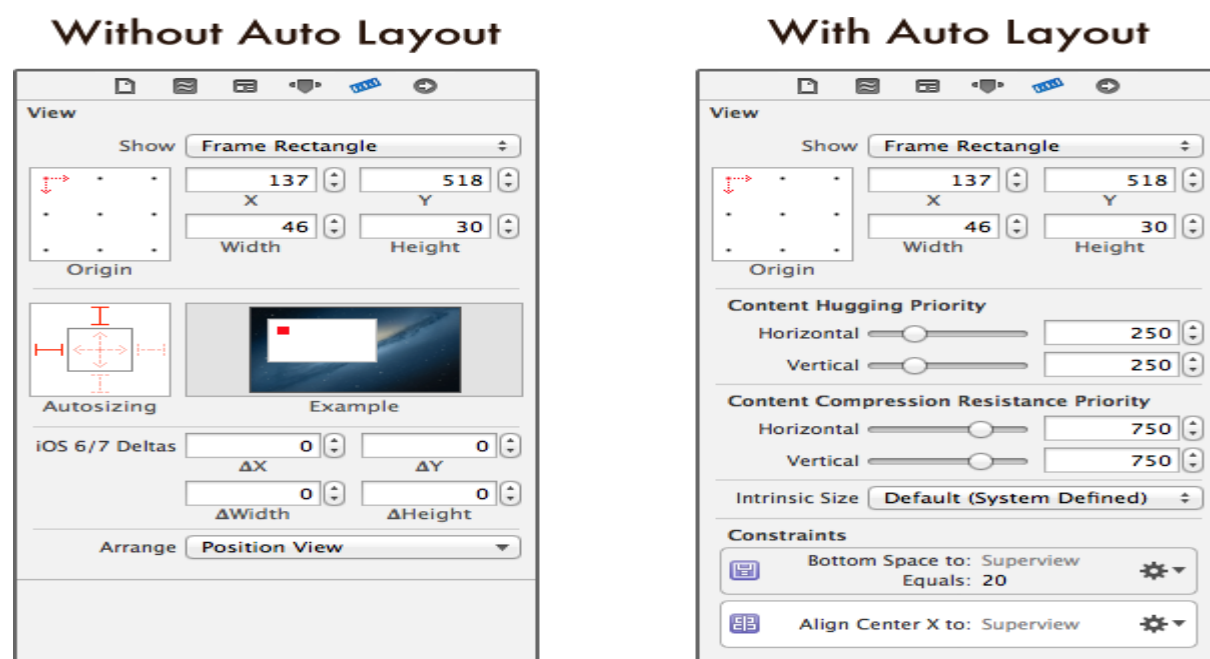 Without Auto Layout
View
Show Frame Rectangle
137 518
X Y
46 30
Width Height
Origin
Autosizing Example
iOS 6/7 Deltas 0 0
ΔX ΔY
0 0
ΔWidth ΔHeight
Arrange Position View
With Auto Layout
View
Show Frame Rectangle
137 518
X Y
46 30
Width Height
Origin
Content Hugging Priority
Horizontal 250
Vertical 250
Content Compression Resistance Priority
Horizontal 750
Vertical 750
Intrinsic Size Default (System Defined)
Constraints
Bottom Space to: Superview
Equals: 20
Align Center X to: Superview